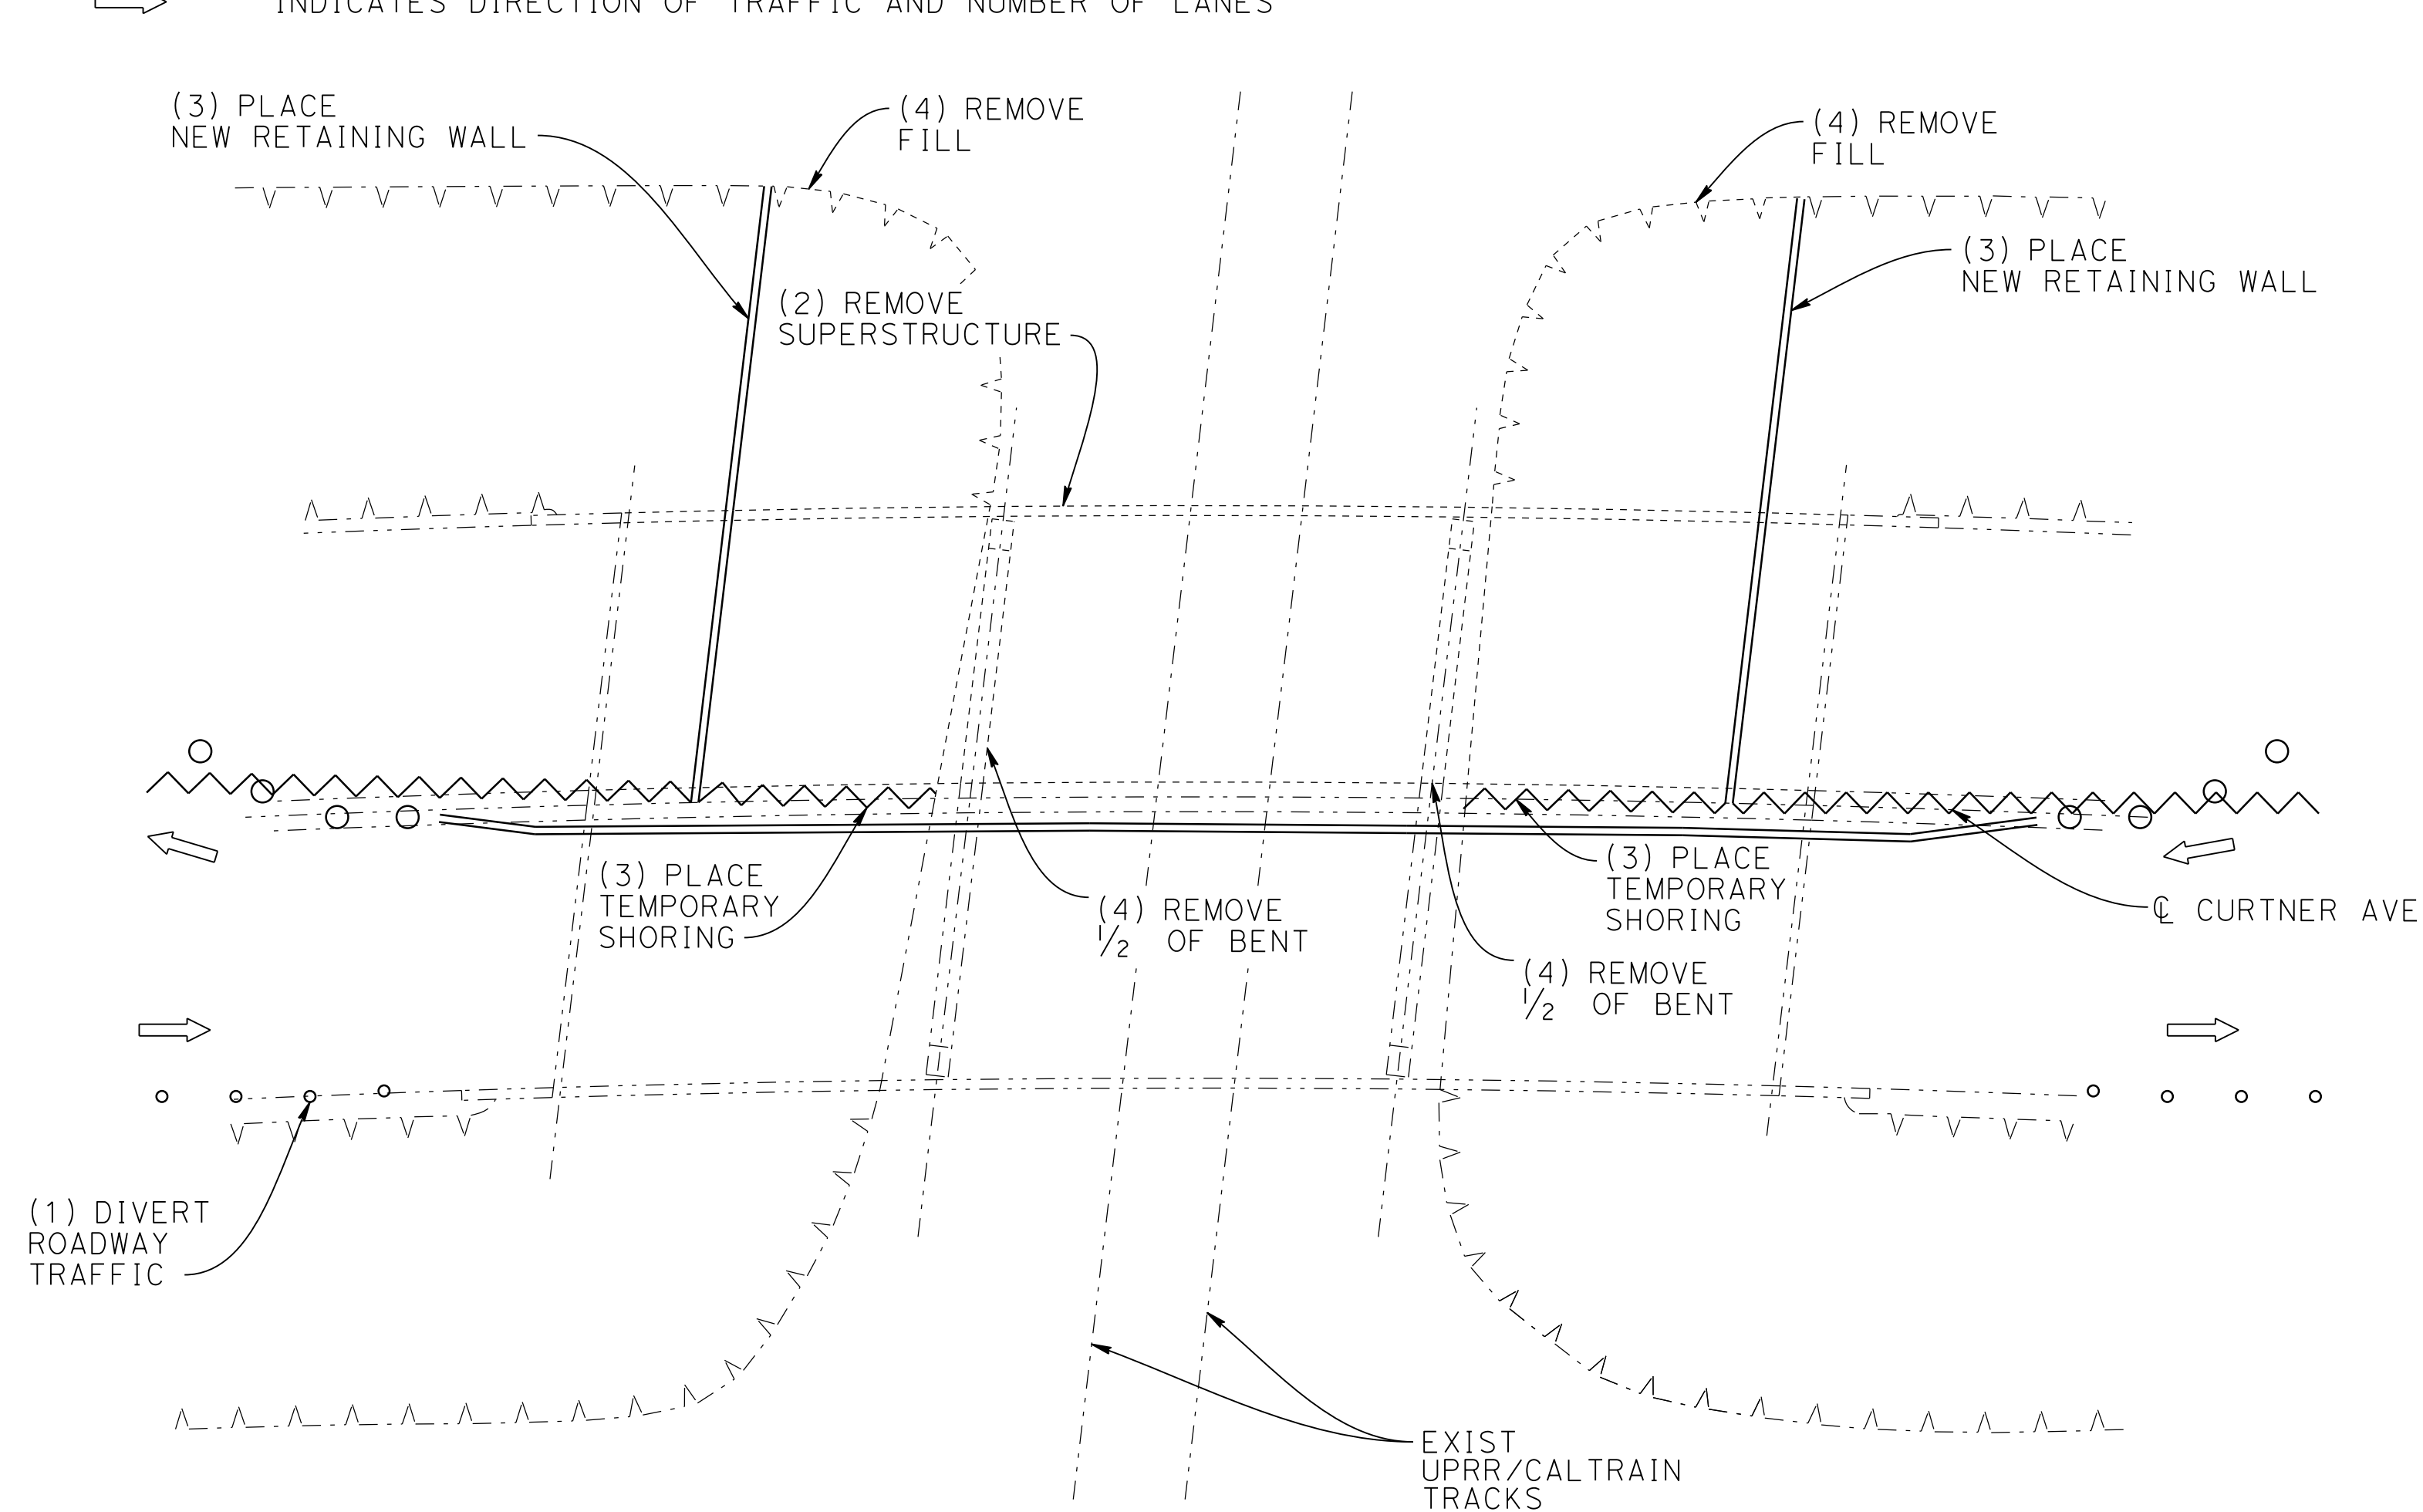 INDICATES DIRECTION OF TRAFFIC AND NUMBER OF LANES
(3) PLACE
NEW RETAINING WALL
(4) REMOVE
FILL
(4) REMOVE
FILL
(3) PLACE
NEW RETAINING WALL
(2) REMOVE
SUPERSTRUCTURE
(3) PLACE
TEMPORARY
SHORING
(4) REMOVE
1/2 OF BENT
(3) PLACE
TEMPORARY
SHORING
℄ CURTNER AVE
(4) REMOVE
1/2 OF BENT
(1) DIVERT
ROADWAY
TRAFFIC
EXIST
UPRR/CALTRAIN
TRACKS